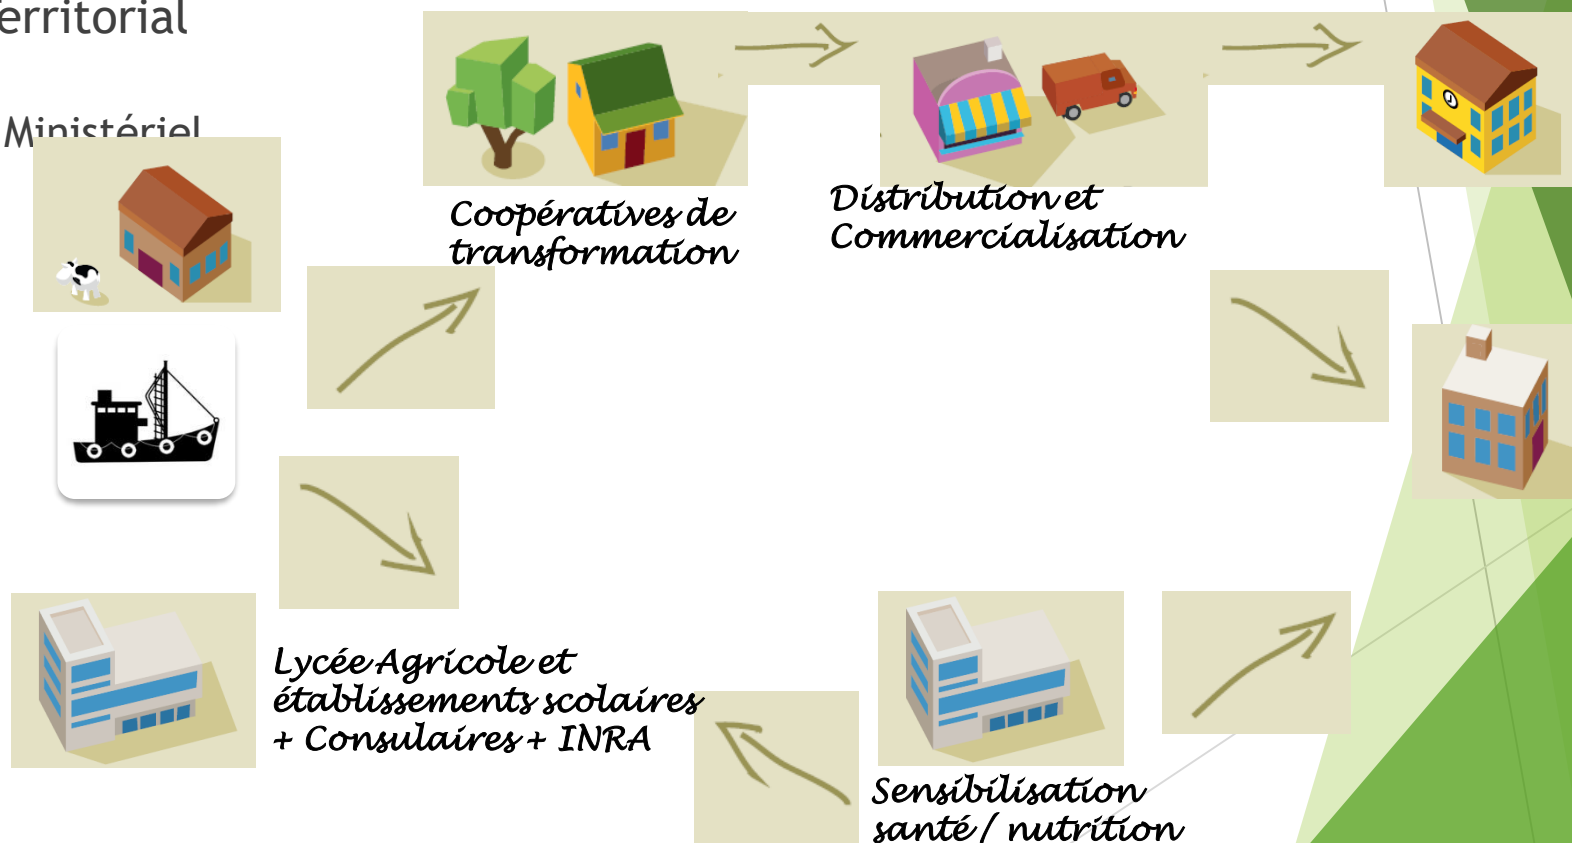 erritorial
Ministériel
Coopératives de
transformation
Distribution et
Commercialisation
Lycée Agricole et
établissements scolaires
+ Consulaires + INRA
Sensibilisation
santé / nutrition